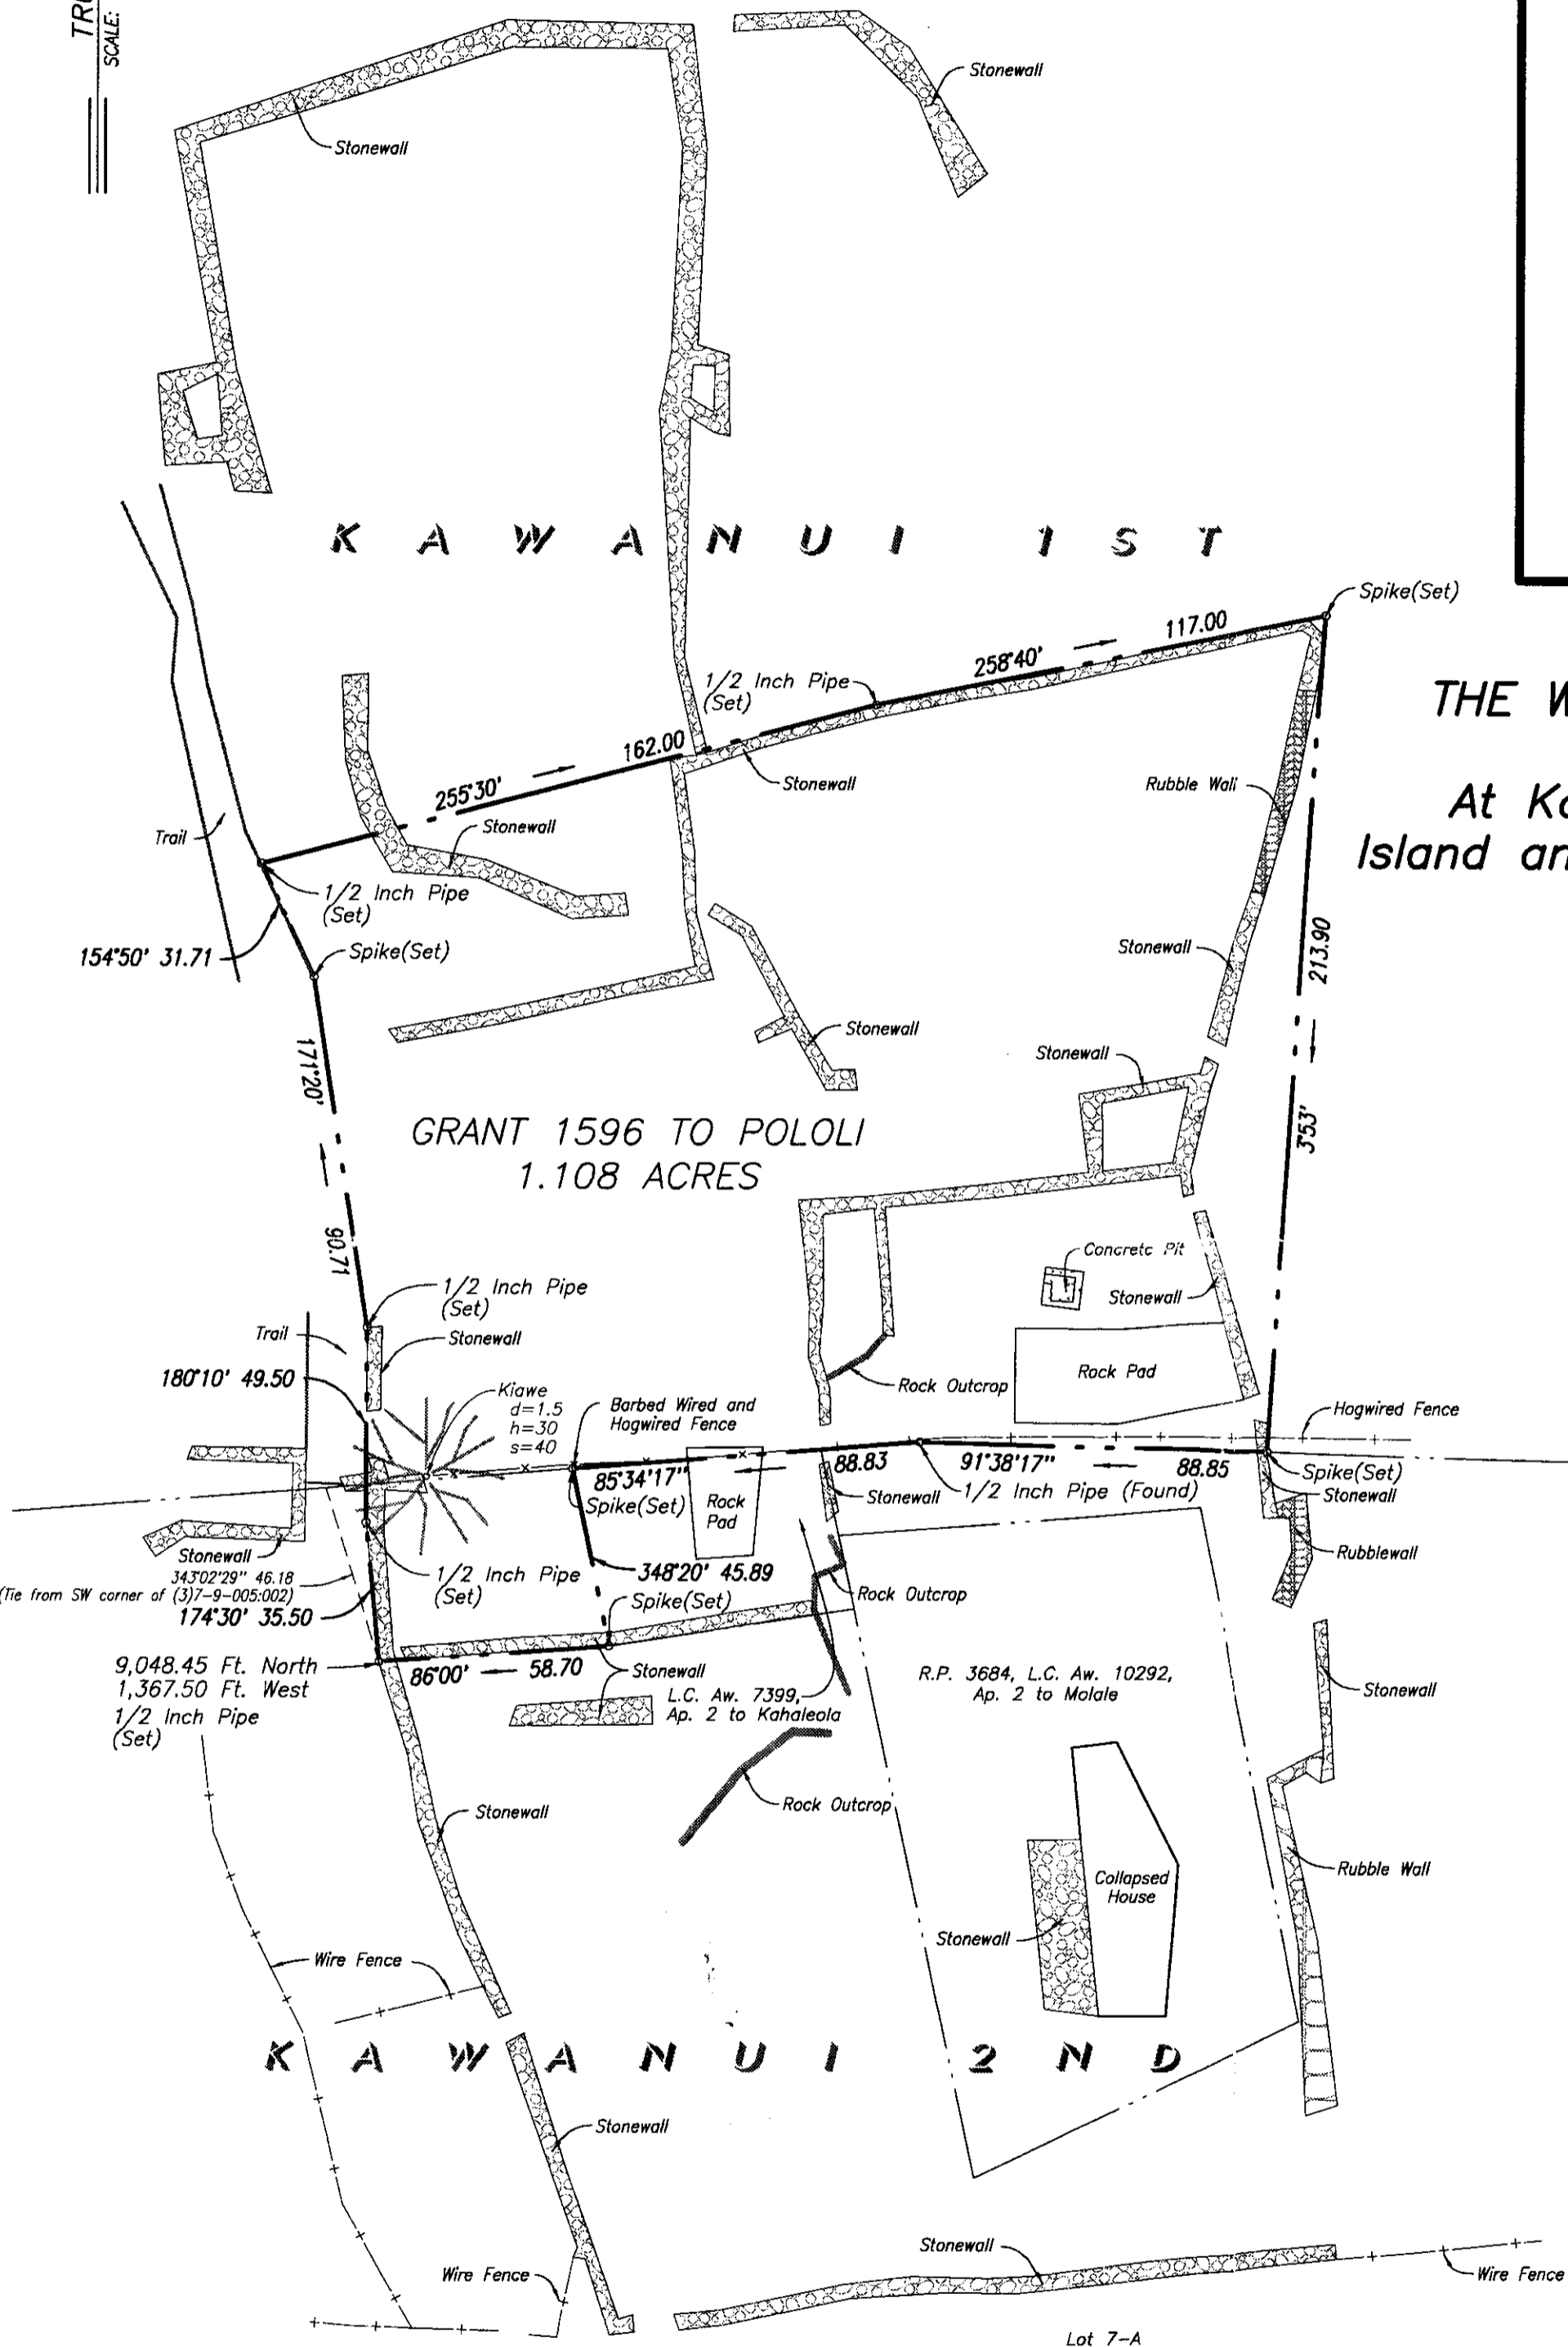 SCALE:
Stonewall
Stonewall
KAWANUI 1ST
Spike(Set)
117.00
258°40'
1/2 Inch Pipe
(Set)
162.00
255°30'
THE
Stonewall
Rubble Wall
At
Island
Trail
Stonewall
1/2 Inch Pipe
(Set)
154°50' 31.71
Spike(Set)
Stonewall
213.90
Stonewall
Stonewall
171°20'
3°53'
GRANT 1596 TO POLOLI
1.108 ACRES
90.71
Concrete Pit
Stonewall
1/2 Inch Pipe
(Set)
Trail
Stonewall
180°10' 49.50
Rock Pad
Rock Outcrop
Kiawe
d=1.5
h=30
s=40
Barbed Wired and
Hogwired Fence
Hogwired Fence
85°34'17"
88.83
91°38'17"
88.85
Spike(Set)
Spike(Set)
Rock
Pad
Stonewall
1/2 Inch Pipe (Found)
Stonewall
Stonewall
Rubblewall
343°02'29" 46.18
(Tie from SW corner of (3)7-9-005:002)
1/2 Inch Pipe
(Set)
348°20' 45.89
Spike(Set)
Rock Outcrop
174°30' 35.50
9,048.45 Ft. North
1,367.50 Ft. West
1/2 Inch Pipe
(Set)
86°00'
58.70
Stonewall
L.C. Aw. 7399,
Ap. 2 to Kahaleola
R.P. 3684, L.C. Aw. 10292,
Ap. 2 to Molale
Stonewall
Rock Outcrop
Stonewall
Rubble Wall
Collapsed
House
Stonewall
Wire Fence
KAWANUI 2ND
Stonewall
Stonewall
Wire Fence
Wire Fence
Lot 7-A